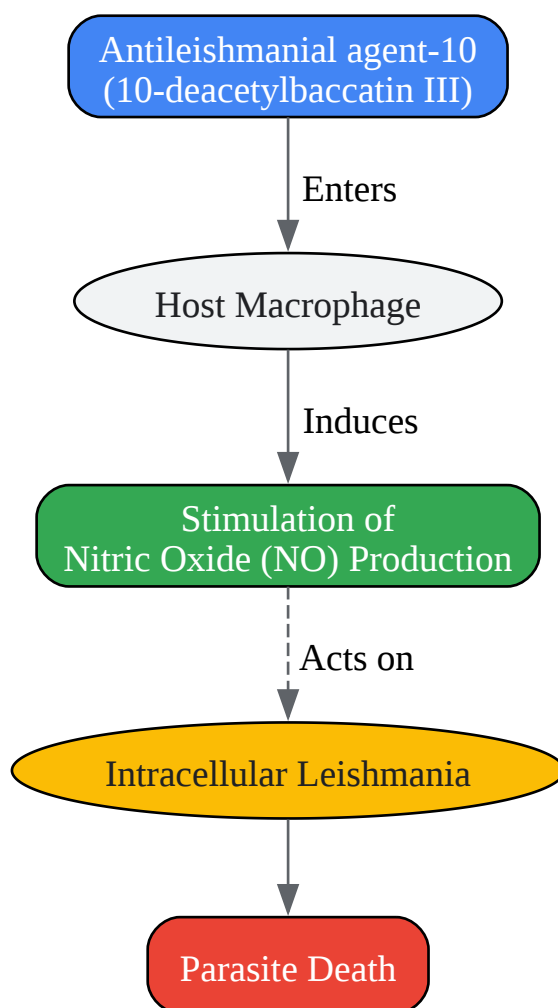 Antileishmanial agent-10
(10-deacetylbaccatin III)
Enters
Host Macrophage
Induces
Stimulation of
Nitric Oxide (NO) Production
Acts on
Intracellular Leishmania
Parasite Death